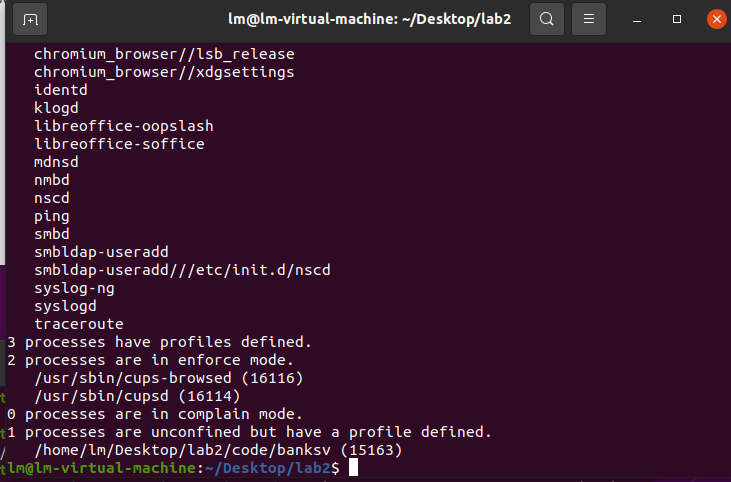 lm@lm-virtual-machine: ~/Desktop/lab2
chromium_browser//lsb_release
chromium_browser//xdgsettings
identd
klogd
libreoffice-oopslash
libreoffice-soffice
mdnsd
nmbd
nscd
ping
smbd
smbldap-useradd
smbldap-useradd///etc/init.d/nscd
syslog-ng
syslogd
traceroute
3 processes have profiles defined.
2 processes are in enforce mode.
/usr/sbin/cups-browsed (16116)
/usr/sbin/cupsd (16114)
0 processes are in complain mode.
1 processes are unconfined but have a profile defined.
/home/lm/Desktop/lab2/code/banksv (15163)
lm@lm-virtual-machine:~/Desktop/lab2$